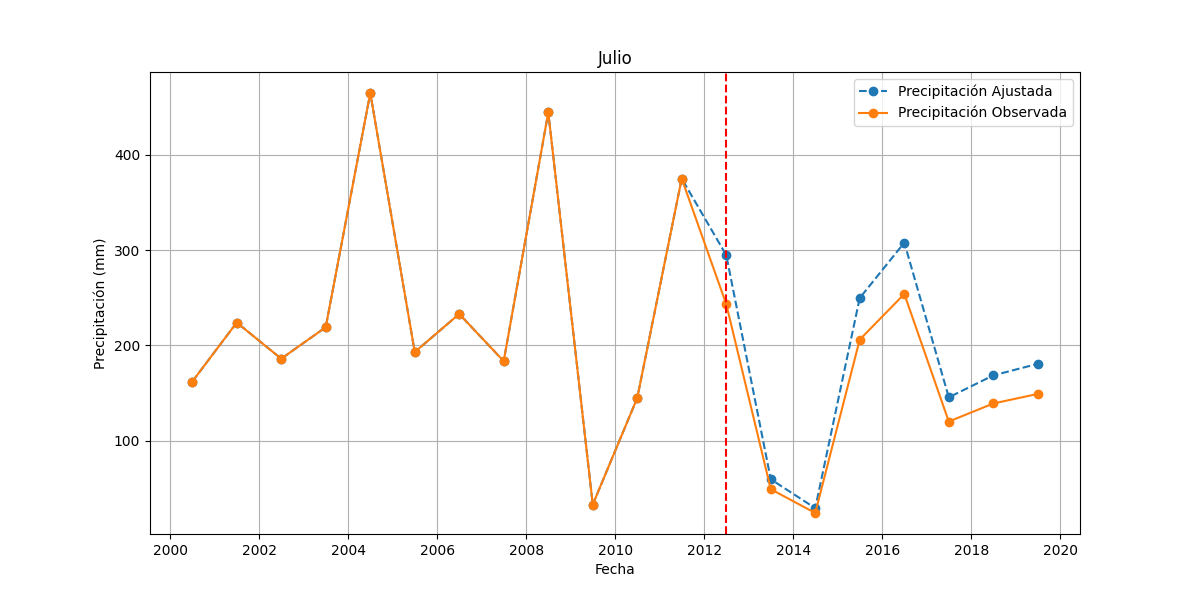 Julio
Precipitación Ajustada
Precipitación Observada
Precipitación (mm)
400
300
200
100
2000 2002 2004 2006 2008 2010 2012 2014 2016 2018 2020
Fecha